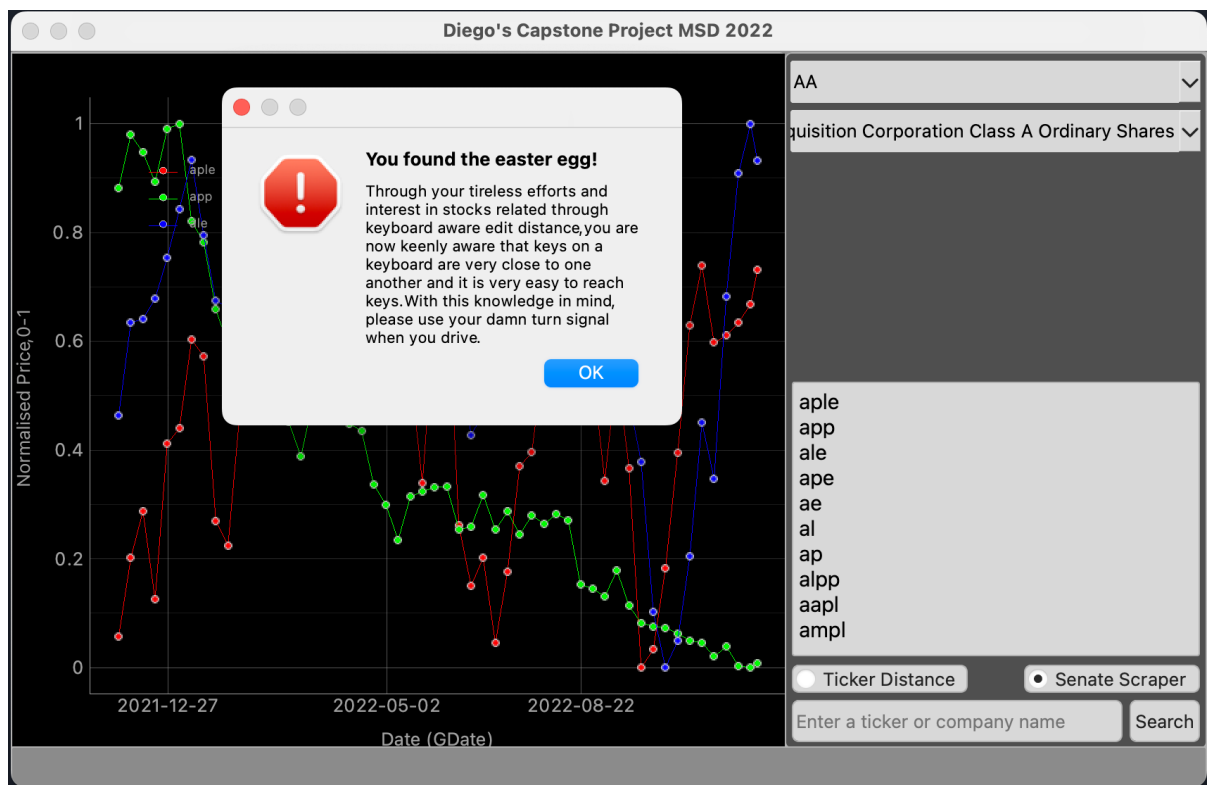 Diego's Capstone Project MSD 2022
Normalised Price,0-1
1
0.8
0.6
0.4
0.2
0
aple
app
ale
2021-12-27
2022-05-02
2022-08-22
Date (GDate)
You found the easter egg!
Through your tireless efforts and
interest in stocks related through
keyboard aware edit distance,you are
now keenly aware that keys on a
keyboard are very close to one
another and it is very easy to reach
keys.With this knowledge in mind,
please use your damn turn signal
when you drive.
OK
AA
quisition Corporation Class A Ordinary Shares
aple
app
ale
ape
ae
al
ap
alpp
aapl
ampl
Ticker Distance
Senate Scraper
Enter a ticker or company name
Search